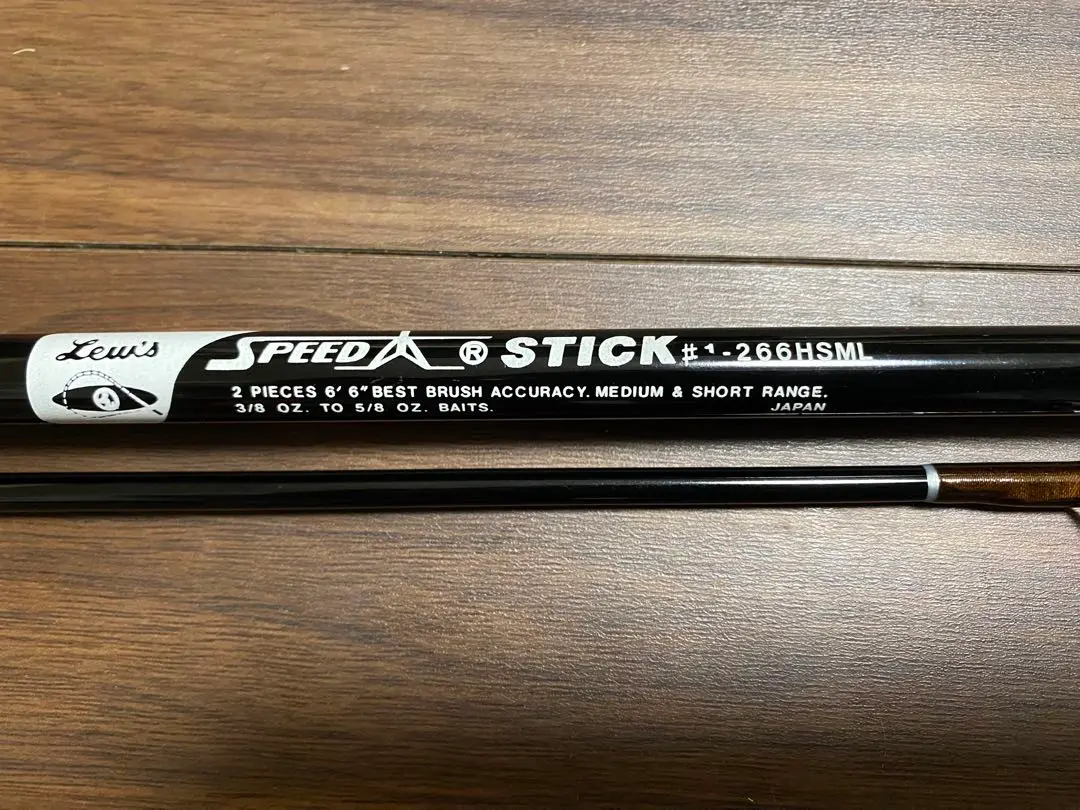 Lew's
SPEED ® STICK #1-266HSML
2 PIECES 6' 6" BEST BRUSH ACCURACY. MEDIUM & SHORT RANGE.
3/8 OZ. TO 5/8 OZ. BAITS. JAPAN